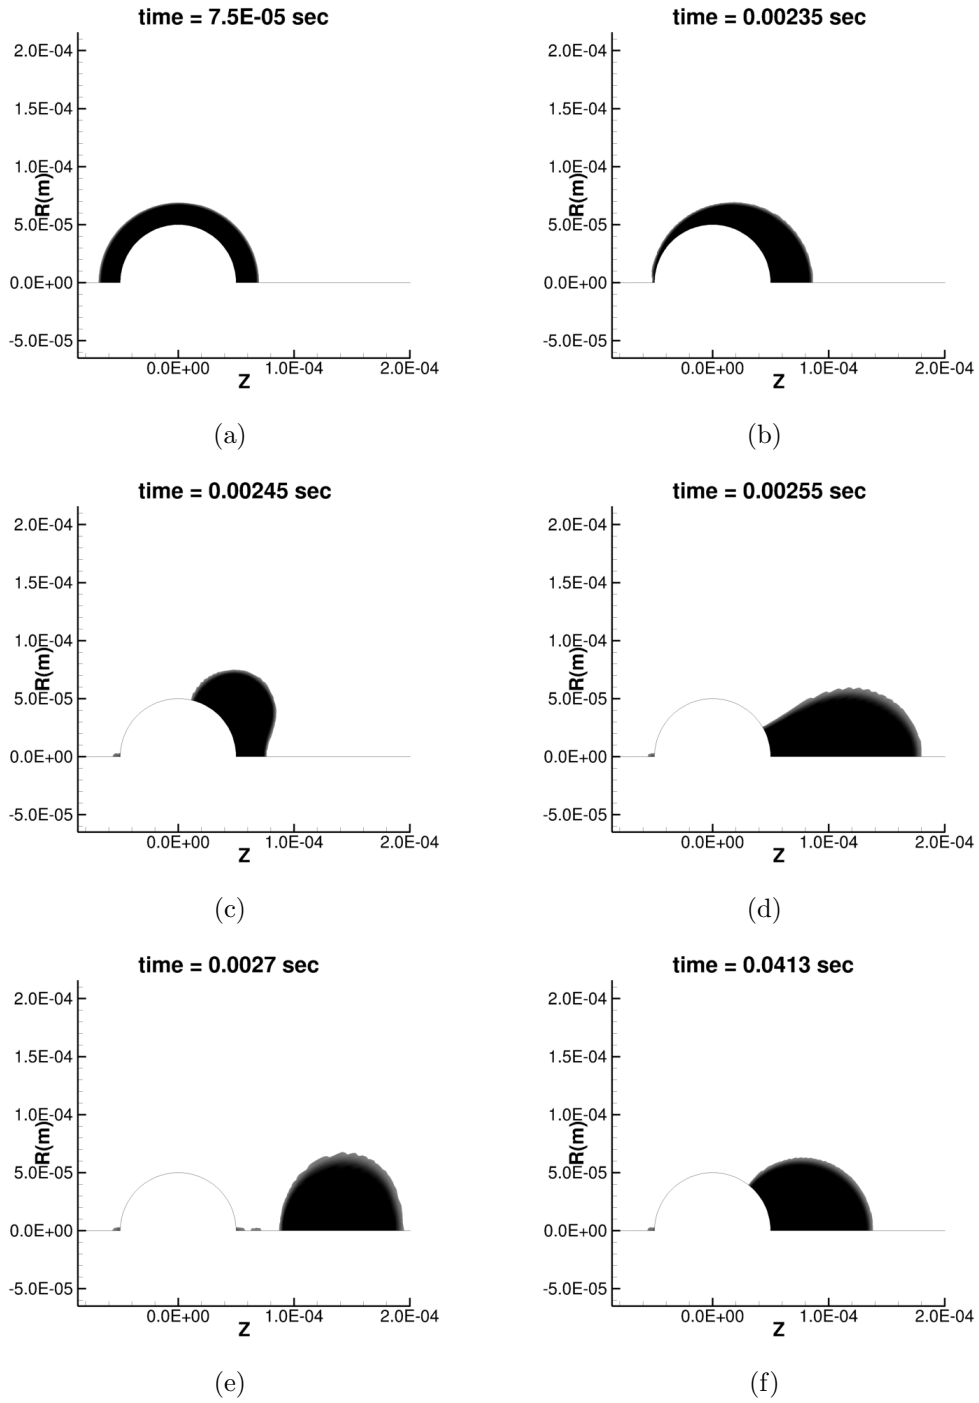 time = 7.5E-05 sec
2.0E-04
1.5E-04
1.0E-04
R(m)
5.0E-05
0.0E+00
-5.0E-05
0.0E+00 1.0E-04 2.0E-04
Z
(a)
time = 0.00235 sec
2.0E-04
1.5E-04
1.0E-04
R(m)
5.0E-05
0.0E+00
-5.0E-05
0.0E+00 1.0E-04 2.0E-04
Z
(b)
time = 0.00245 sec
2.0E-04
1.5E-04
1.0E-04
R(m)
5.0E-05
0.0E+00
-5.0E-05
0.0E+00 1.0E-04 2.0E-04
Z
(c)
time = 0.00255 sec
2.0E-04
1.5E-04
1.0E-04
R(m)
5.0E-05
0.0E+00
-5.0E-05
0.0E+00 1.0E-04 2.0E-04
Z
(d)
time = 0.0027 sec
2.0E-04
1.5E-04
1.0E-04
R(m)
5.0E-05
0.0E+00
-5.0E-05
0.0E+00 1.0E-04 2.0E-04
Z
(e)
time = 0.0413 sec
2.0E-04
1.5E-04
1.0E-04
R(m)
5.0E-05
0.0E+00
-5.0E-05
0.0E+00 1.0E-04 2.0E-04
Z
(f)